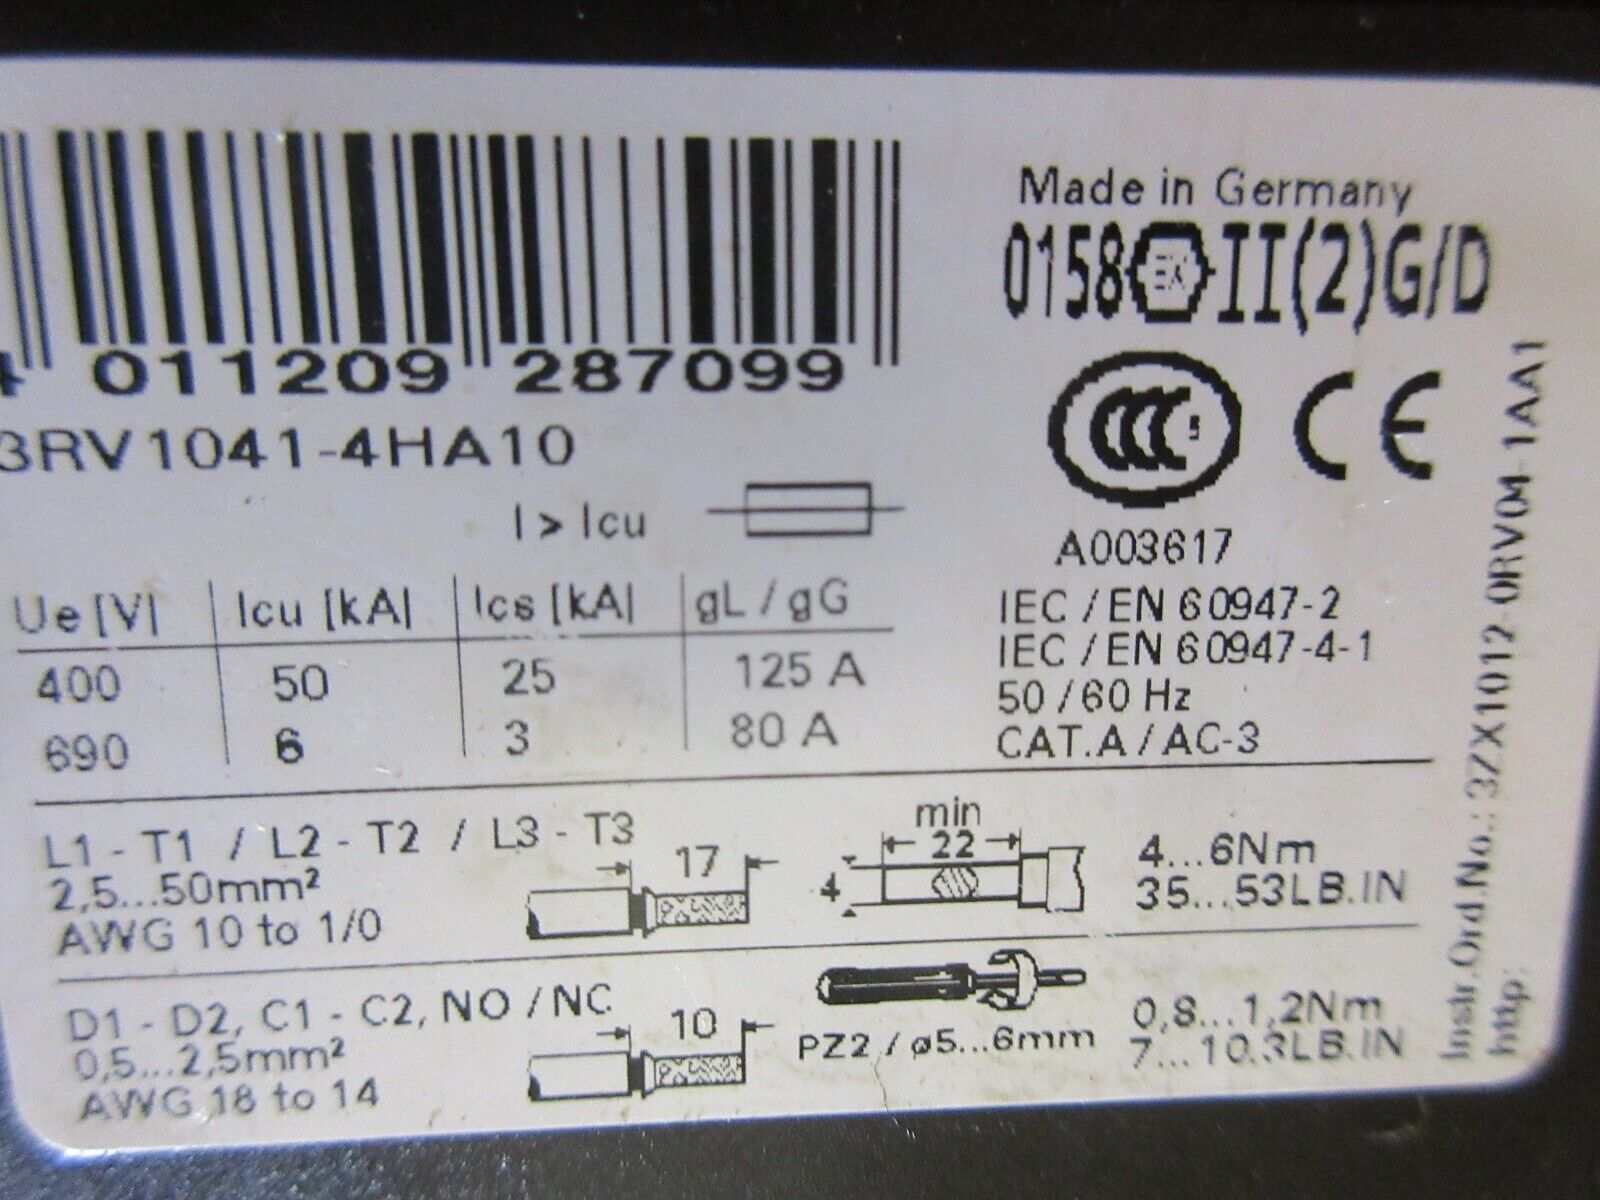 4 011209 287099
3RV1041-4HA10
I > Icu
Ue [V] Icu [kA] Ics [kA] gL / gG
400 50 25 125 A
690 6 3 80 A
Made in Germany
0158 Ex II(2)G/D
CCC S CE
A003617
IEC / EN 60947-2
IEC / EN 60947-4-1
50 / 60 Hz
CAT. A / AC-3
L1 - T1 / L2 - T2 / L3 - T3
2,5...50mm²
AWG 10 to 1/0
17
min
22
4
4...6Nm
35...53LB.IN
D1 - D2, C1 - C2, NO / NC
0,5...2,5mm²
AWG 18 to 14
10
PZ2 / ø5...6mm
0,8...1,2Nm
7...10.3LB.IN
Instr.Ord.No.: 3ZX1012-0RV04-1AA1
http: